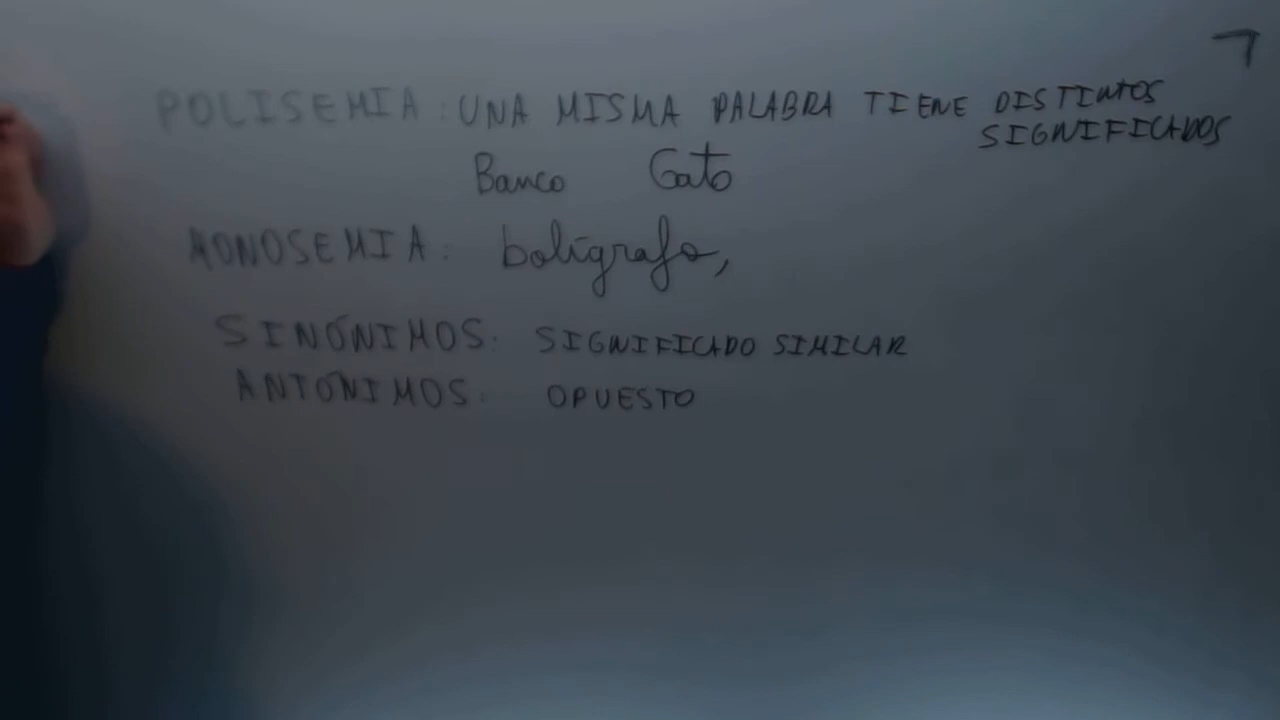 POLISEMIA: UNA MISMA PALABRA TIENE DISTINTOS
SIGNIFICADOS
Banco Gato
MONOSEMIA: bolígrafo,
SINÓNIMOS: SIGNIFICADO SIMILAR
ANTÓNIMOS: OPUESTO